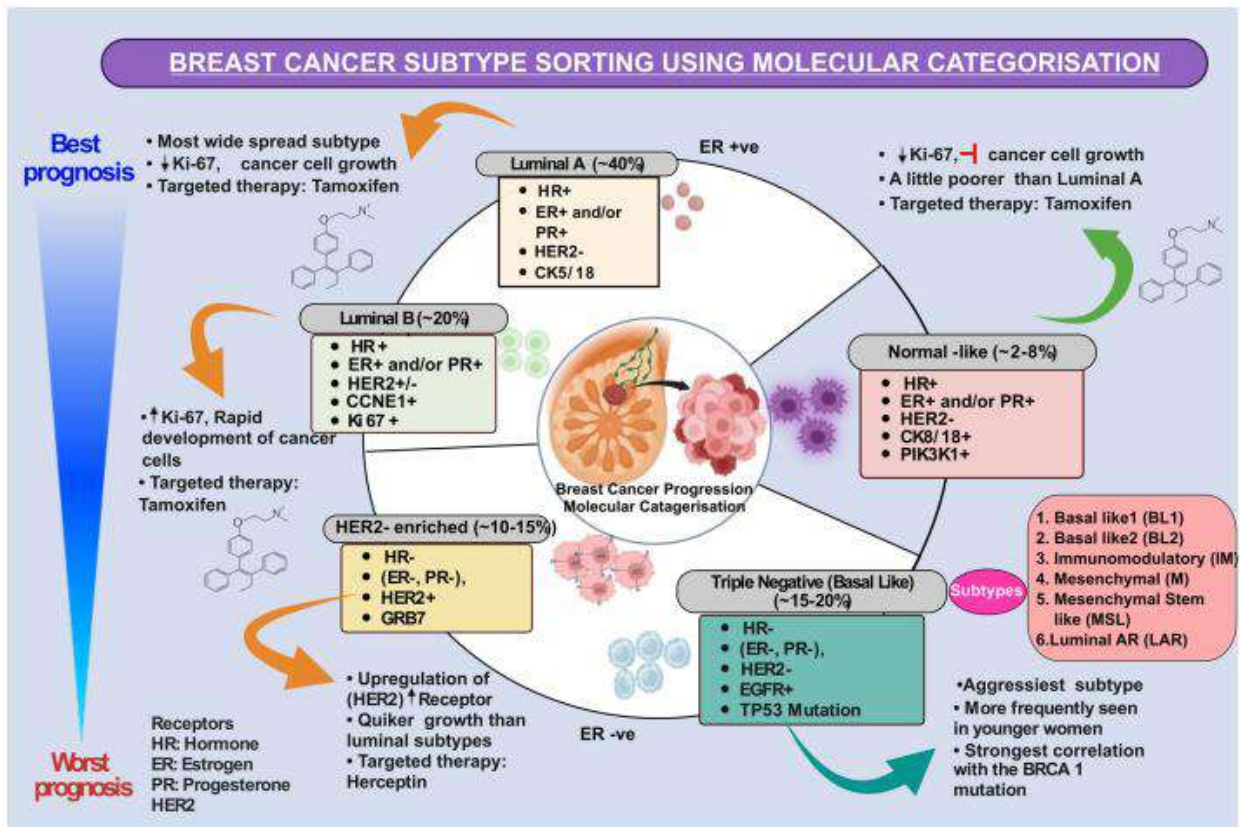 BREAST CANCER SUBTYPE SORTING USING MOLECULAR CATEGORISATION
Best
prognosis
• Most wide spread subtype
• ↓Ki-67, cancer cell growth
• Targeted therapy: Tamoxifen
ER +ve
Luminal A (~40%)
• HR+
• ER+ and/or
PR+
• HER2-
• CK5/18
• ↓Ki-67,⊣ cancer cell growth
• A little poorer than Luminal A
• Targeted therapy: Tamoxifen
Luminal B (~20%)
• HR+
• ER+ and/or PR+
• HER2+/-
• CCNE1+
• Ki 67 +
• ↑Ki-67, Rapid
development of cancer
cells
• Targeted therapy:
Tamoxifen
Normal -like (~2-8%)
• HR+
• ER+ and/or PR+
• HER2-
• CK8/18+
• PIK3K1+
Breast Cancer Progression
Molecular Catagerisation
HER2- enriched (~10-15%)
• HR-
• (ER-, PR-),
• HER2+
• GRB7
Triple Negative (Basal Like)
(~15-20%)
• HR-
• (ER-, PR-),
• HER2-
• EGFR+
• TP53 Mutation
Subtypes
1. Basal like1 (BL1)
2. Basal like2 (BL2)
3. Immunomodulatory (IM)
4. Mesenchymal (M)
5. Mesenchymal Stem
like (MSL)
6.Luminal AR (LAR)
• Upregulation of
(HER2)↑Receptor
• Quiker growth than
luminal subtypes
• Targeted therapy:
Herceptin
ER -ve
•Aggressiest subtype
• More frequently seen
in younger women
• Strongest correlation
with the BRCA 1
mutation
Worst
prognosis
Receptors
HR: Hormone
ER: Estrogen
PR: Progesterone
HER2
O
N
O
N
O
N